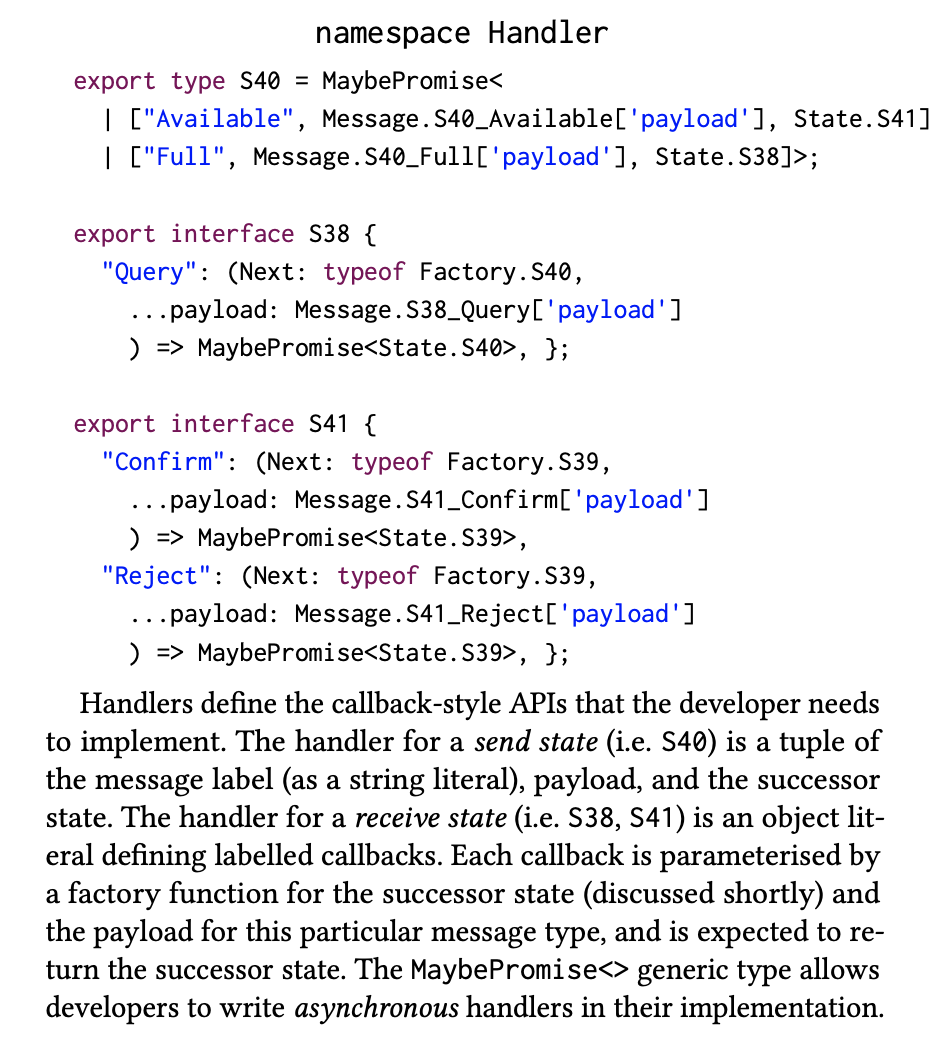 namespace Handler
export type S40 = MaybePromise<
| ["Available", Message.S40_Available['payload'], State.S41]
| ["Full", Message.S40_Full['payload'], State.S38]>;
export interface S38 {
"Query": (Next: typeof Factory.S40,
...payload: Message.S38_Query['payload']
) => MaybePromise<State.S40>, };
export interface S41 {
"Confirm": (Next: typeof Factory.S39,
...payload: Message.S41_Confirm['payload']
) => MaybePromise<State.S39>,
"Reject": (Next: typeof Factory.S39,
...payload: Message.S41_Reject['payload']
) => MaybePromise<State.S39>, };
Handlers define the callback-style APIs that the developer needs
to implement. The handler for a send state (i.e. S40) is a tuple of
the message label (as a string literal), payload, and the successor
state. The handler for a receive state (i.e. S38, S41) is an object lit-
eral defining labelled callbacks. Each callback is parameterised by
a factory function for the successor state (discussed shortly) and
the payload for this particular message type, and is expected to re-
turn the successor state. The MaybePromise<> generic type allows
developers to write asynchronous handlers in their implementation.